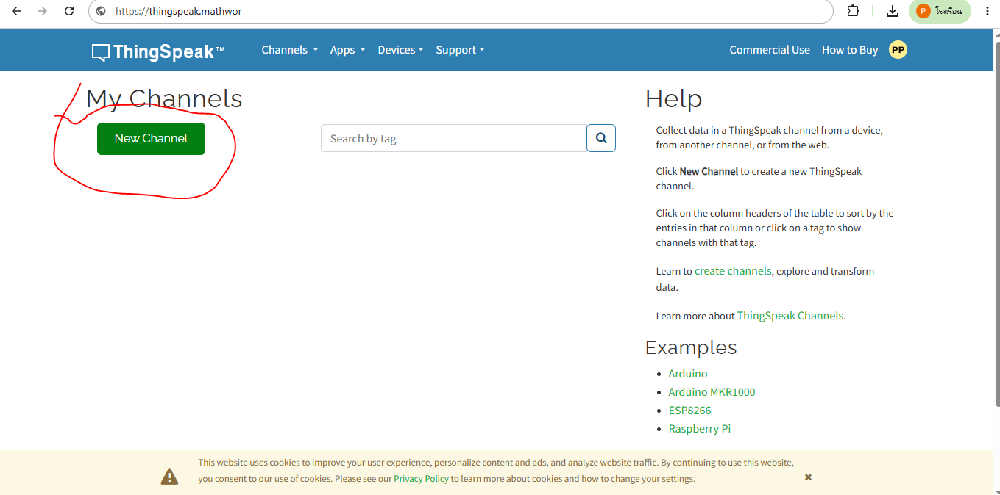 https://thingspeak.mathwor
P โรงเรียน
ThingSpeak™ Channels Apps Devices Support Commercial Use How to Buy PP
My Channels
New Channel
Search by tag
Help
Collect data in a ThingSpeak channel from a device,
from another channel, or from the web.
Click New Channel to create a new ThingSpeak
channel.
Click on the column headers of the table to sort by the
entries in that column or click on a tag to show
channels with that tag.
Learn to create channels, explore and transform
data.
Learn more about ThingSpeak Channels.
Examples
Arduino
Arduino MKR1000
ESP8266
Raspberry Pi
This website uses cookies to improve your user experience, personalize content and ads, and analyze website traffic. By continuing to use this website,
you consent to our use of cookies. Please see our Privacy Policy to learn more about cookies and how to change your settings.